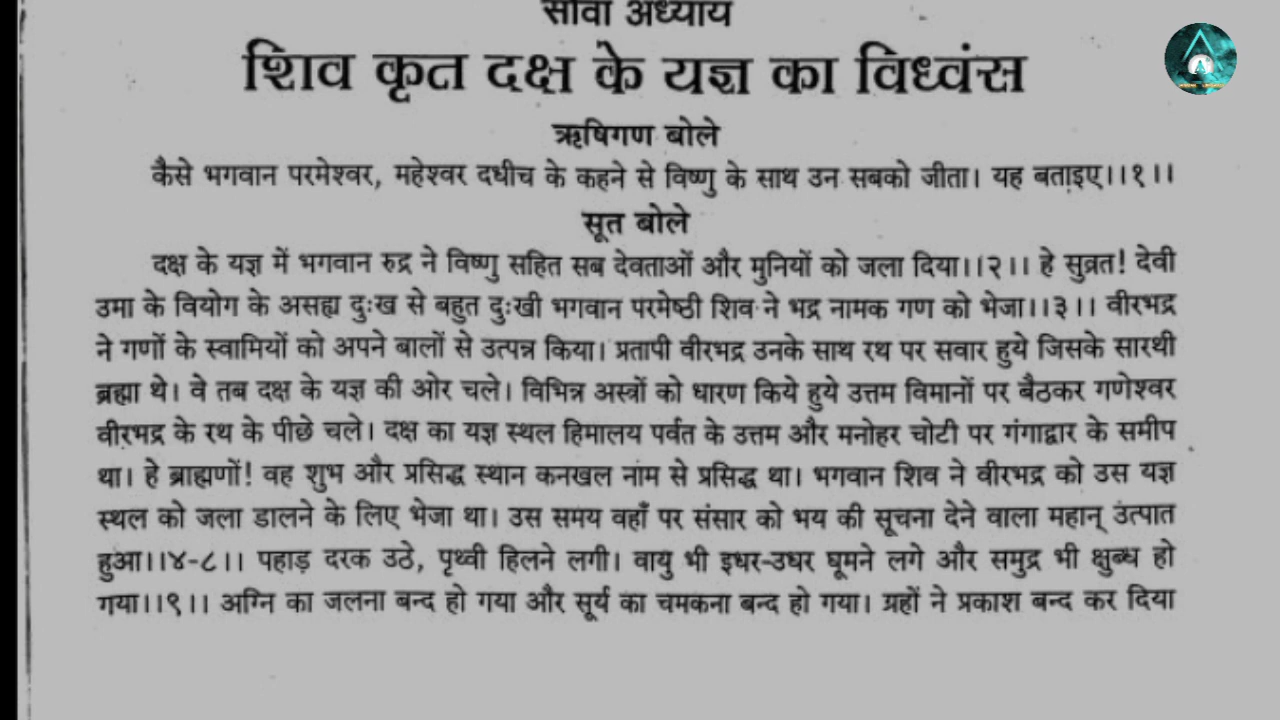 सौवाँ अध्याय
शिव कृत दक्ष के यज्ञ का विध्वंस
ऋषिगण बोले
कैसे भगवान परमेश्वर, महेश्वर दधीच के कहने से विष्णु के साथ उन सबको जीता। यह बताइए।।१।।
सूत बोले
दक्ष के यज्ञ में भगवान रुद्र ने विष्णु सहित सब देवताओं और मुनियों को जला दिया।।२।। हे सुव्रत! देवी
उमा के वियोग के असह्य दुःख से बहुत दुःखी भगवान परमेष्ठी शिव ने भद्र नामक गण को भेजा।।३।। वीरभद्र
ने गणों के स्वामियों को अपने बालों से उत्पन्न किया। प्रतापी वीरभद्र उनके साथ रथ पर सवार हुये जिसके सारथी
ब्रह्मा थे। वे तब दक्ष के यज्ञ की ओर चले। विभिन्न अस्त्रों को धारण किये हुये उत्तम विमानों पर बैठकर गणेश्वर
वीरभद्र के रथ के पीछे चले। दक्ष का यज्ञ स्थल हिमालय पर्वत के उत्तम और मनोहर चोटी पर गंगाद्वार के समीप
था। हे ब्राह्मणों! वह शुभ और प्रसिद्ध स्थान कनखल नाम से प्रसिद्ध था। भगवान शिव ने वीरभद्र को उस यज्ञ
स्थल को जला डालने के लिए भेजा था। उस समय वहाँ पर संसार को भय की सूचना देने वाला महान् उत्पात
हुआ।।४-८।। पहाड़ दरक उठे, पृथ्वी हिलने लगी। वायु भी इधर-उधर घूमने लगे और समुद्र भी क्षुब्ध हो
गया।।९।। अग्नि का जलना बन्द हो गया और सूर्य का चमकना बन्द हो गया। ग्रहों ने प्रकाश बन्द कर दिया